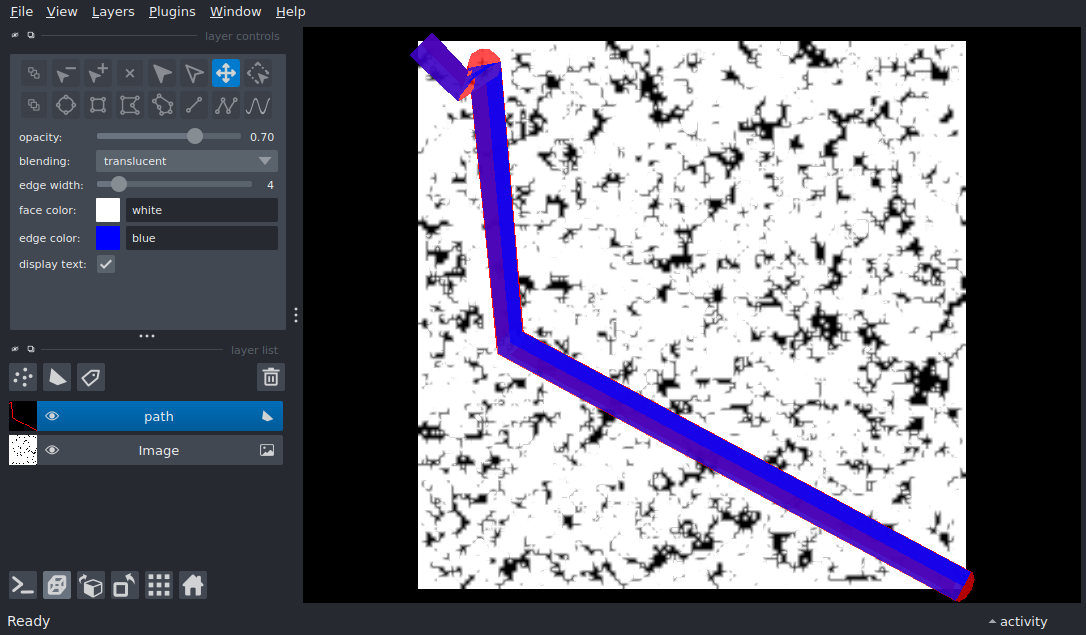 File View Layers Plugins Window Help
layer controls
opacity: 0.70
blending: translucent
edge width: 4
face color: white
edge color: blue
display text:
layer list
path
Image
Ready activity